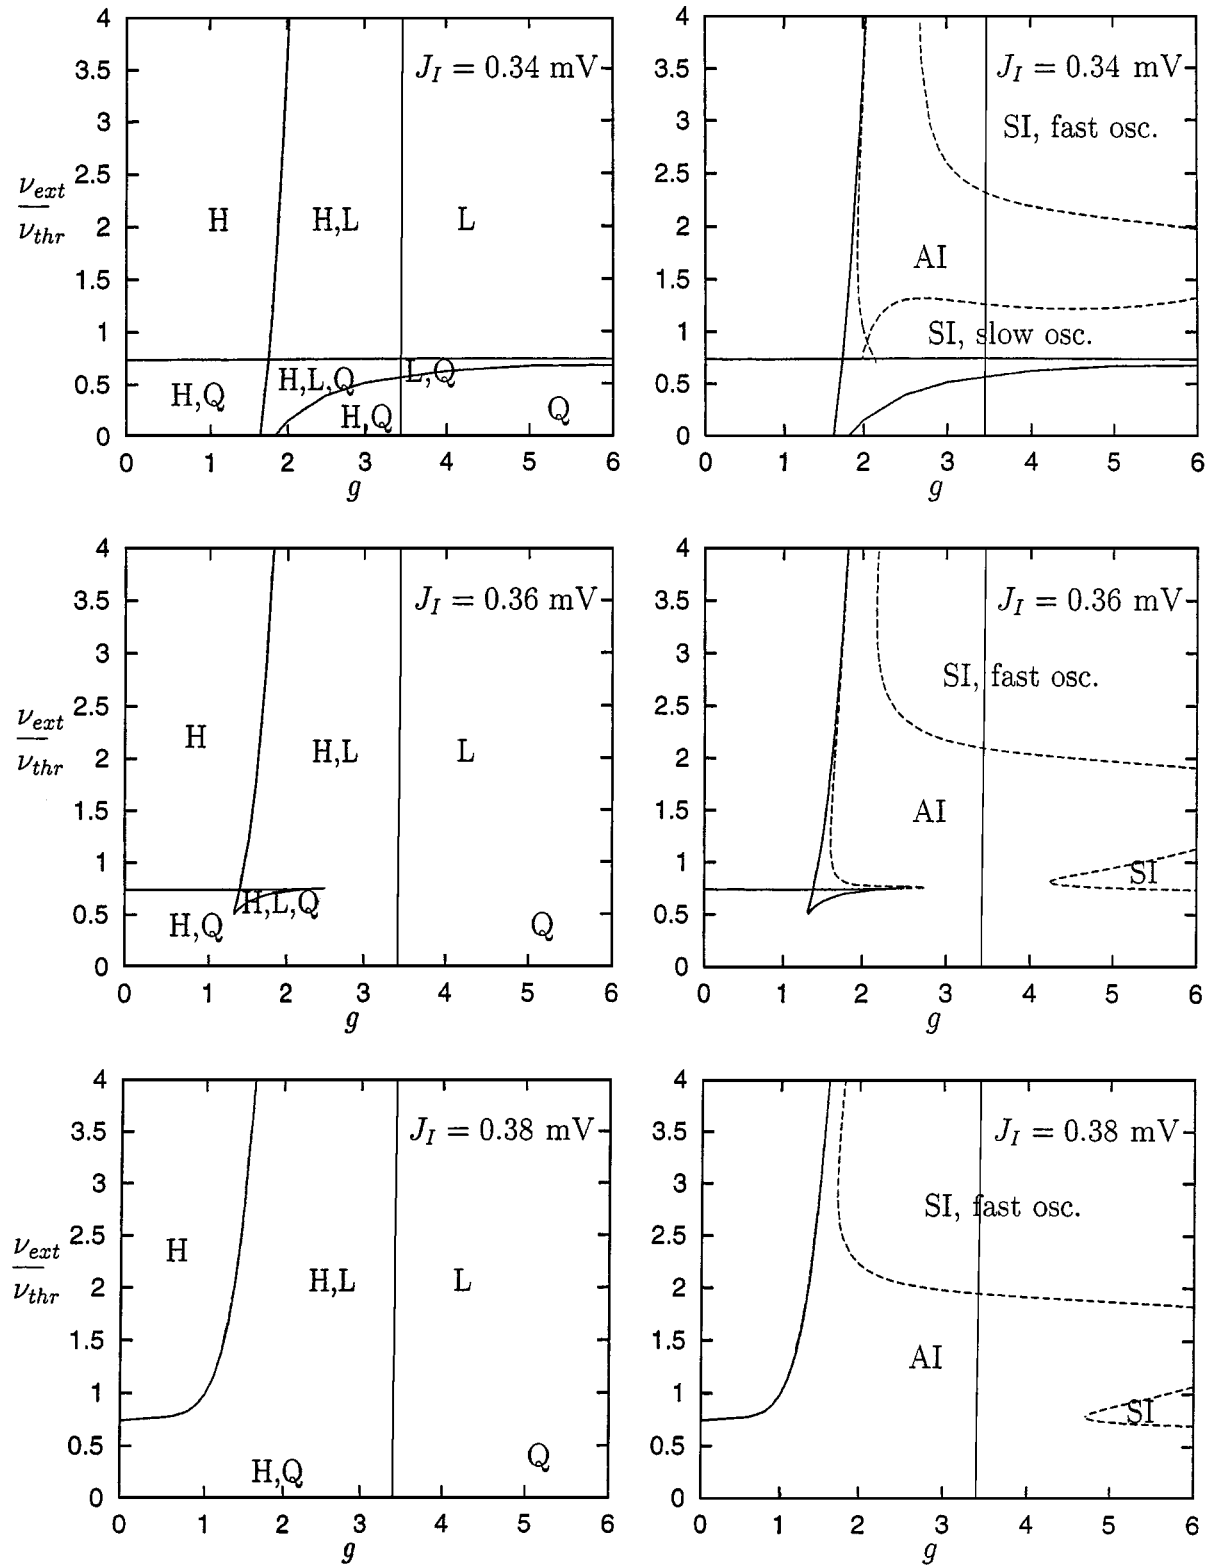 4
3.5
3
2.5
2
1.5
1
0.5
0
ν_ext
ν_thr
J_I = 0.34 mV
H
H,L
L
H,Q
H,L,Q
H,Q
L,Q
Q
0 1 2 3 4 5 6
g
4
3.5
3
2.5
2
1.5
1
0.5
0
J_I = 0.34 mV
SI, fast osc.
AI
SI, slow osc.
0 1 2 3 4 5 6
g
4
3.5
3
2.5
2
1.5
1
0.5
0
ν_ext
ν_thr
J_I = 0.36 mV
H
H,L
L
H,L,Q
H,Q
Q
0 1 2 3 4 5 6
g
4
3.5
3
2.5
2
1.5
1
0.5
0
J_I = 0.36 mV
SI, fast osc.
AI
SI
0 1 2 3 4 5 6
g
4
3.5
3
2.5
2
1.5
1
0.5
0
ν_ext
ν_thr
J_I = 0.38 mV
H
H,L
L
H,Q
Q
0 1 2 3 4 5 6
g
4
3.5
3
2.5
2
1.5
1
0.5
0
J_I = 0.38 mV
SI, fast osc.
AI
SI
0 1 2 3 4 5 6
g